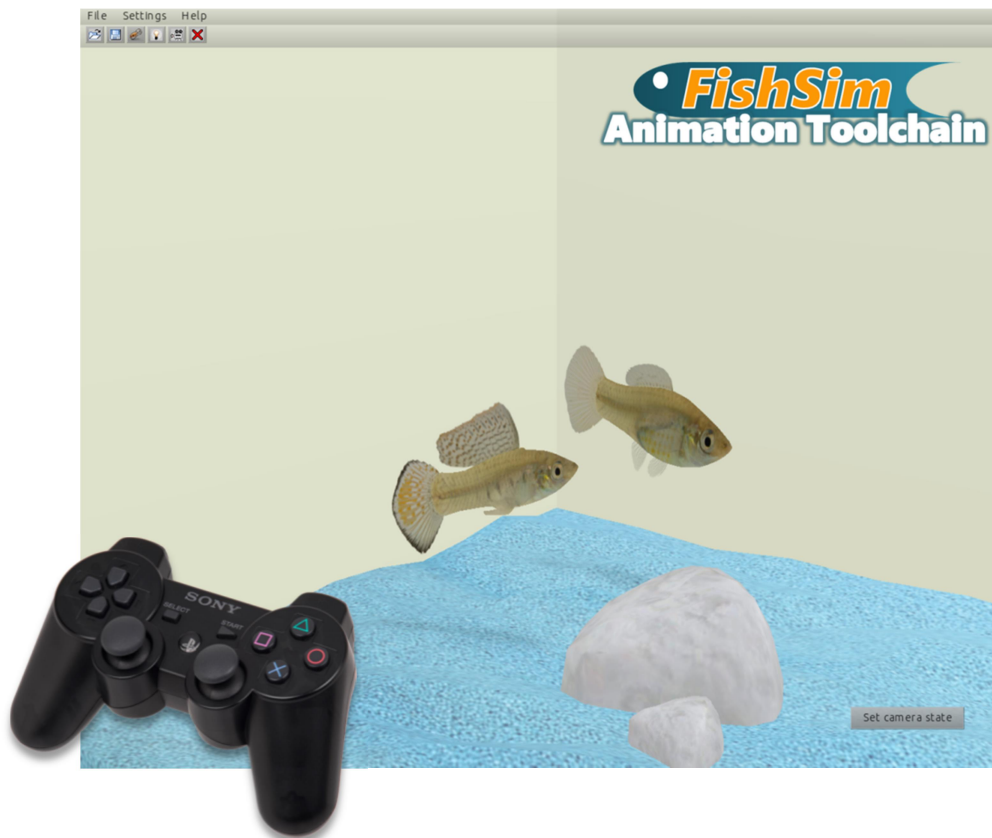 File Settings Help
FishSim
Animation Toolchain
SONY
SELECT
START
Set camera state